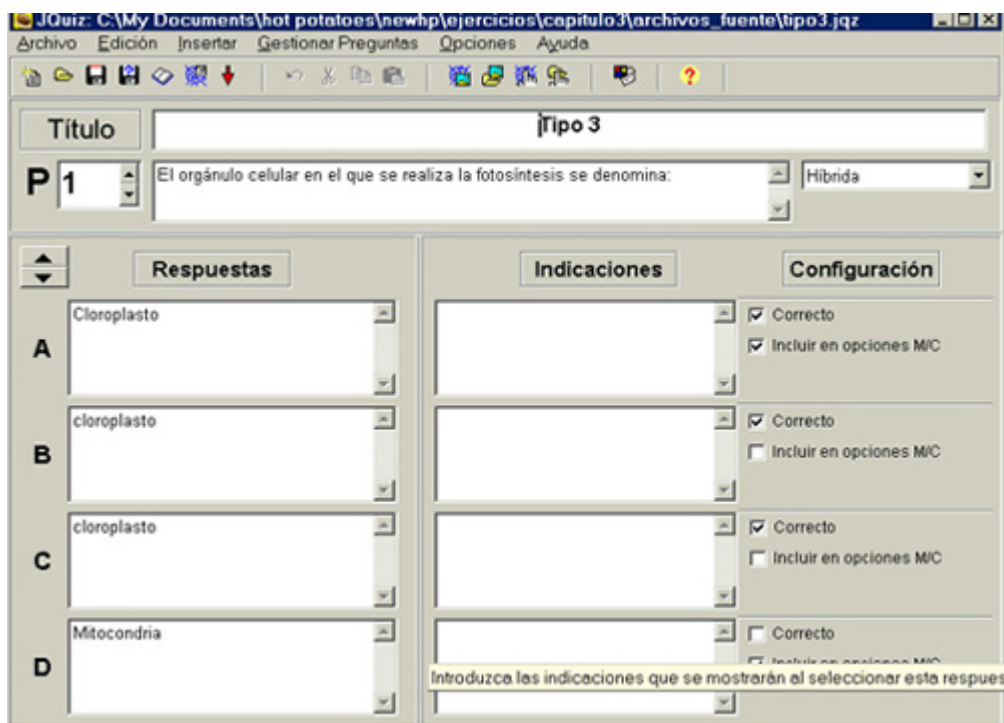 JQuiz: C:\My Documents\hot potatoes\newhp\ejercicios\capitulo3\archivos_fuente\tipo3.jqz
Archivo Edición Insertar Gestionar Preguntas Opciones Ayuda
Título Tipo 3
P 1 El orgánulo celular en el que se realiza la fotosíntesis se denomina: Híbrida
Respuestas Indicaciones Configuración
Cloroplasto Correcto
A Incluir en opciones M/C
cloroplasto Correcto
B Incluir en opciones M/C
cloroplasto Correcto
C Incluir en opciones M/C
Mitocondria Correcto
D
Introduzca las indicaciones que se mostrarán al seleccionar esta respues